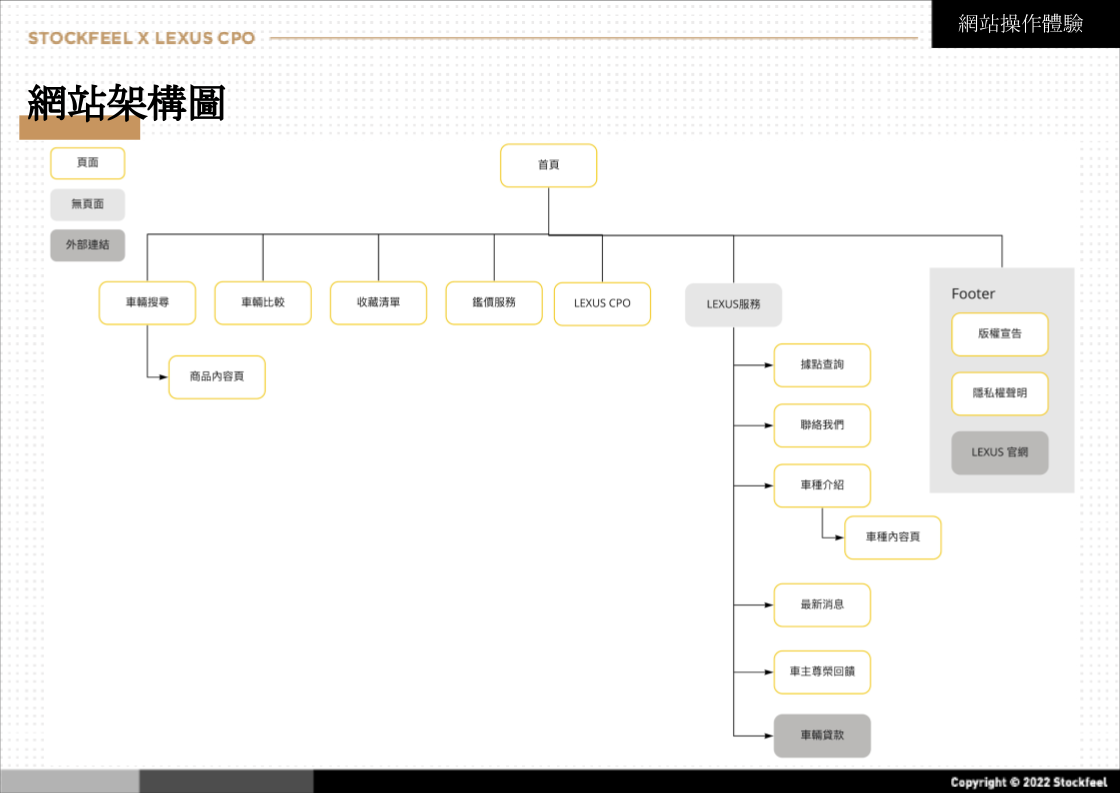 STOCKFEEL X LEXUS CPO
網站操作體驗
網站架構圖
頁面
無頁面
外部連結
首頁
車輛搜尋
車輛比較
收藏清單
鑑價服務
LEXUS CPO
LEXUS服務
商品內容頁
據點查詢
聯絡我們
車種介紹
車種內容頁
最新消息
車主尊榮回饋
車輛貸款
Footer
版權宣告
隱私權聲明
LEXUS 官網
Copyright © 2022 Stockfeel